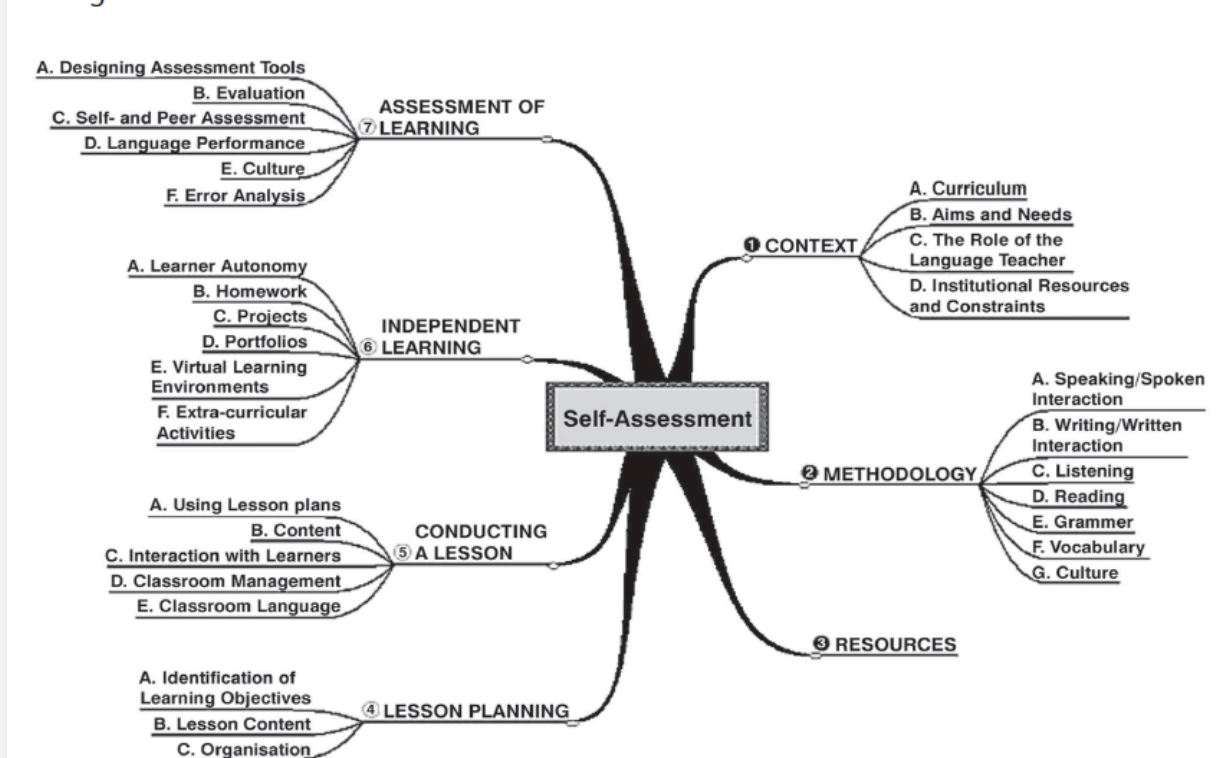 A. Designing Assessment Tools
B. Evaluation
C. Self- and Peer Assessment
D. Language Performance
E. Culture
F. Error Analysis
⑦ ASSESSMENT OF
LEARNING
A. Learner Autonomy
B. Homework
C. Projects
D. Portfolios
E. Virtual Learning
Environments
F. Extra-curricular
Activities
⑥ INDEPENDENT
LEARNING
A. Using Lesson plans
B. Content
C. Interaction with Learners
D. Classroom Management
E. Classroom Language
⑤ CONDUCTING
A LESSON
A. Identification of
Learning Objectives
B. Lesson Content
C. Organisation
④ LESSON PLANNING
Self-Assessment
❶ CONTEXT
A. Curriculum
B. Aims and Needs
C. The Role of the
Language Teacher
D. Institutional Resources
and Constraints
❷ METHODOLOGY
A. Speaking/Spoken
Interaction
B. Writing/Written
Interaction
C. Listening
D. Reading
E. Grammer
F. Vocabulary
G. Culture
❸ RESOURCES